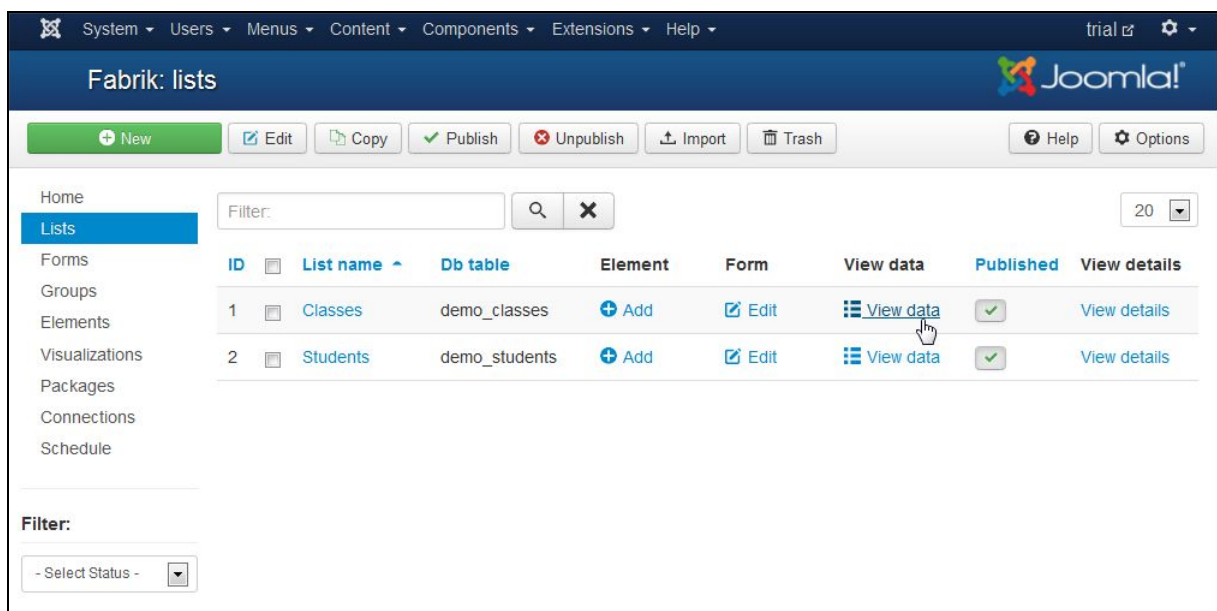 System Users Menus Content Components Extensions Help trial
Fabrik: lists Joomla!®
New Edit Copy Publish Unpublish Import Trash Help Options
Home
Filter: 20
Lists
Forms ID List name Db table Element Form View data Published View details
Groups
1 Classes demo_classes Add Edit View data View details
Elements
Visualizations
2 Students demo_students Add Edit View data View details
Packages
Connections
Schedule
Filter:
- Select Status -